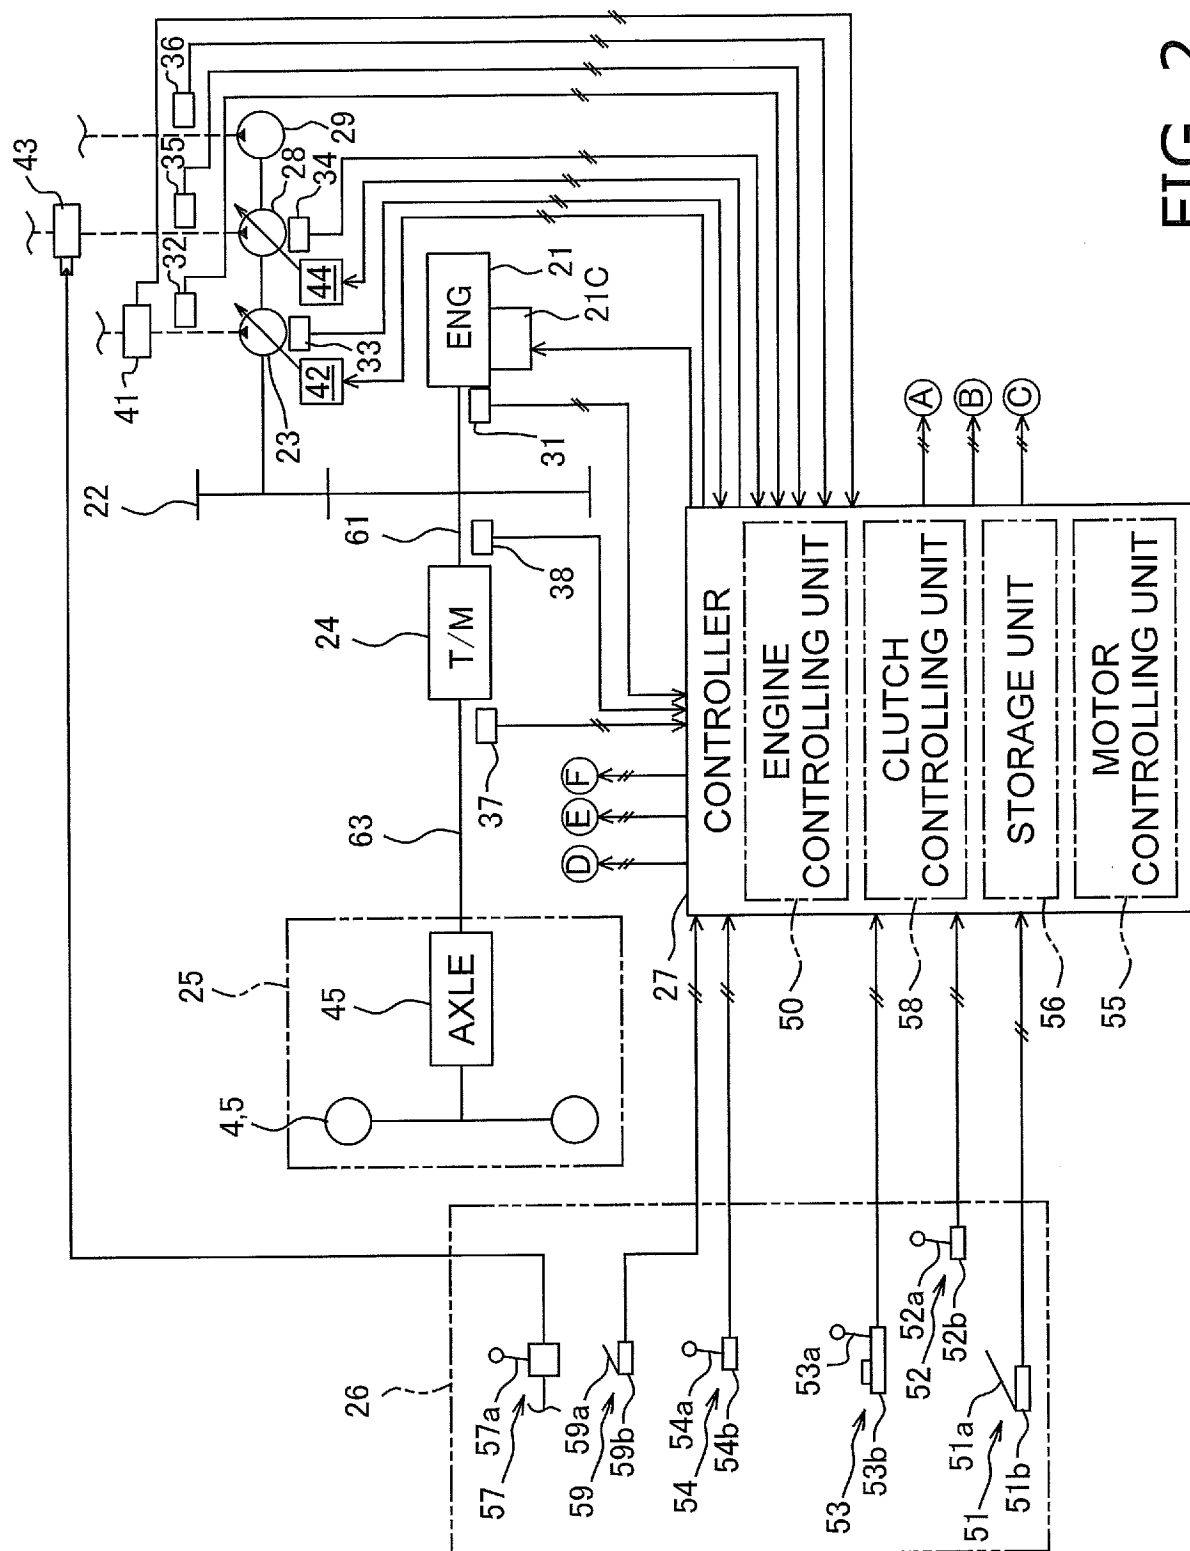 43
36
35
32
41
29
28
34
44
33
42
23
22
ENG
21
21C
31
61
38
24
T/M
37
63
25
45
AXLE
4,5
A
B
C
D
E
F
27
CONTROLLER
50
ENGINE
CONTROLLING UNIT
58
CLUTCH
CONTROLLING UNIT
56
STORAGE UNIT
55
MOTOR
CONTROLLING UNIT
26
57a
57
59a
59
59b
54a
54
54b
53a
53
53b
52a
52
52b
51a
51
51b
FIG. 2